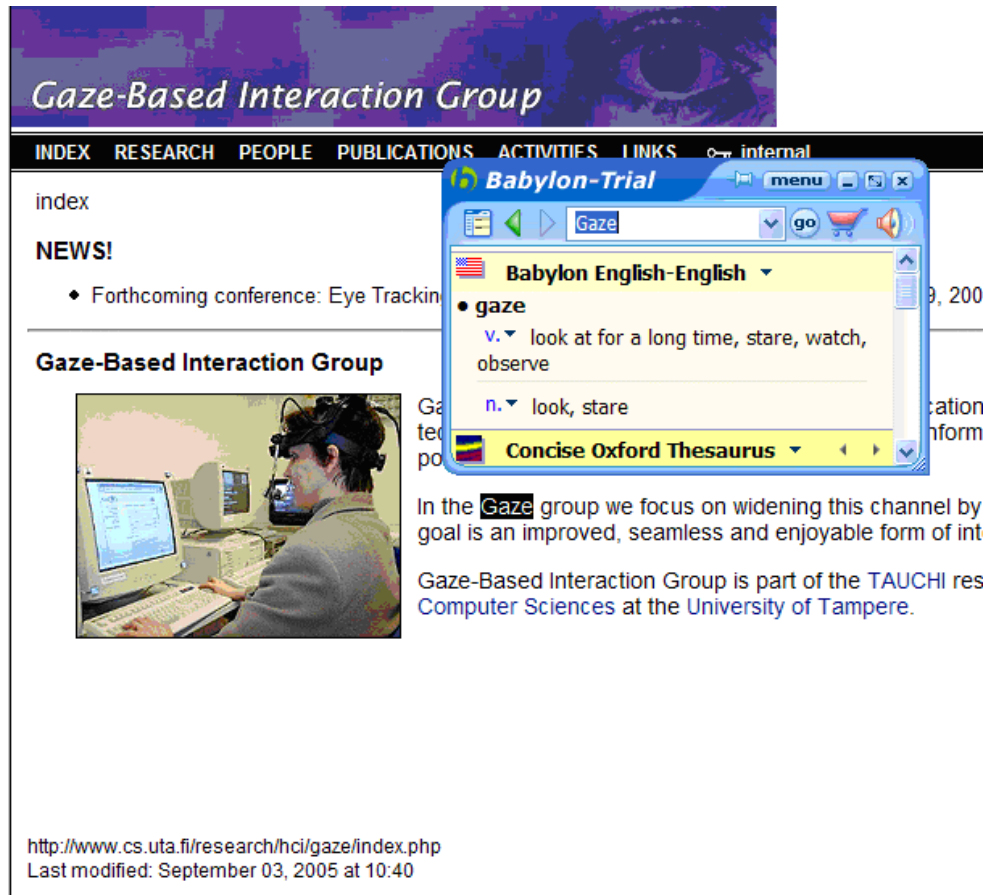 Gaze-Based Interaction Group
INDEX RESEARCH PEOPLE PUBLICATIONS ACTIVITIES LINKS internal
index
NEWS!
• Forthcoming conference: Eye 9, 200
Gaze-Based Interaction Group
In the Gaze group we focus on widening this channel by
goal is an improved, seamless and enjoyable form of
Gaze-Based Interaction Group is part of the TAUCHI
Computer Sciences at the University of Tampere.
Babylon-Trial menu
Gaze go
Babylon English-English
• gaze
v. look at for a long time, stare, watch,
observe
n. look, stare
Concise Oxford Thesaurus
http://www.cs.uta.fi/research/hci/gaze/index.php
Last modified: September 03, 2005 at 10:40